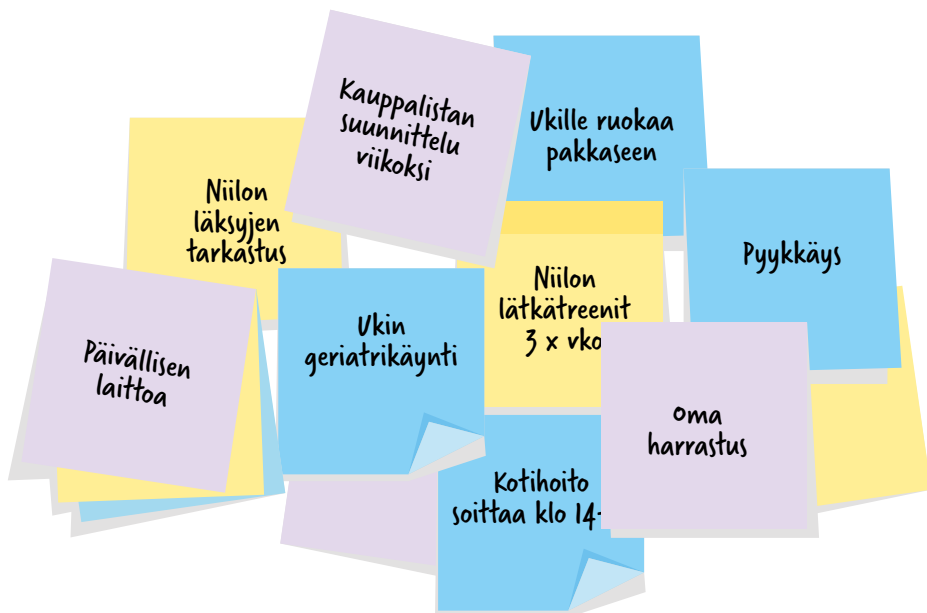 Kauppalistan
suunnittelu
viikoksi
Ukille ruokaa
pakkaseen
Niilon
läksyjen
tarkastus
Pyykkäys
Niilon
lätkätreenit
3 x vko
Ukin
geriatrikäynti
Päivällisen
laittoa
Oma
harrastus
Kotihoito
soittaa klo 14-